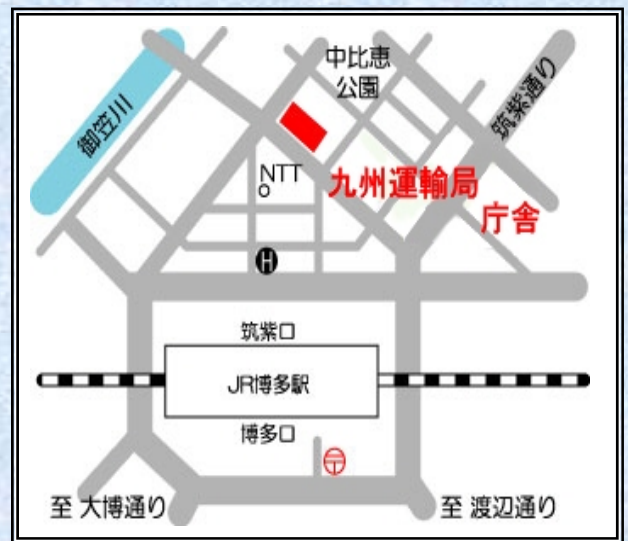 中比恵
公園
御笠川
筑紫通り
NTT
九州運輸局
庁舎
H
筑紫口
JR博多駅
博多口
〒
至 大博通り
至 渡辺通り